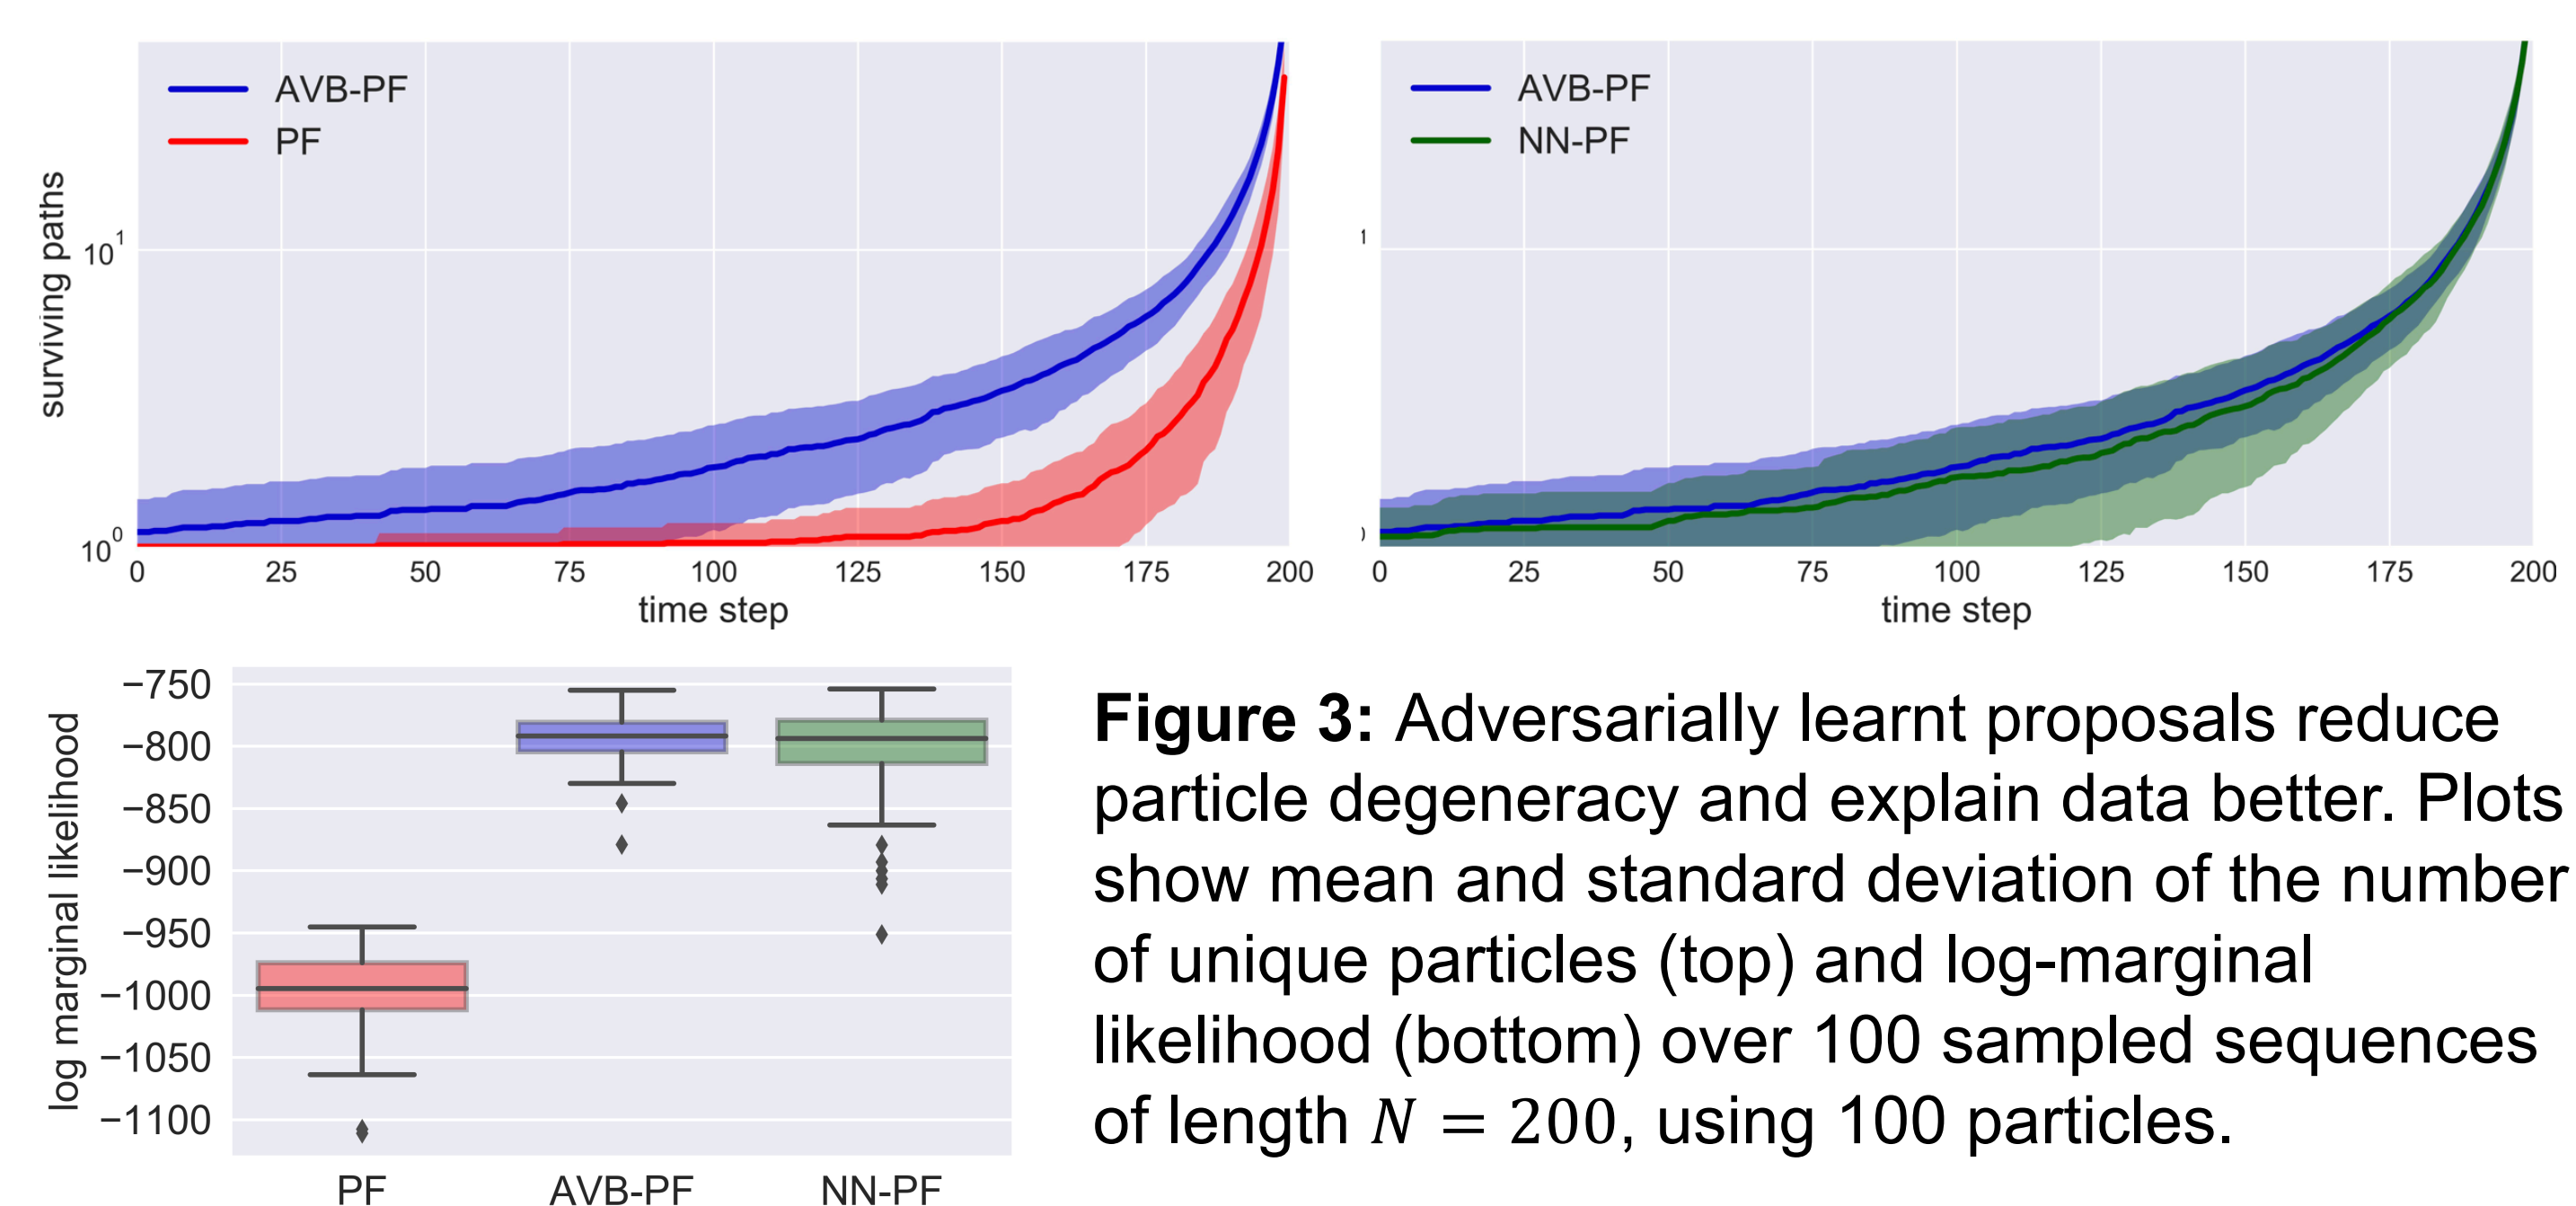 AVB-PF
PF
surviving paths
10^1
10^0
0 25 50 75 100 125 150 175 200
time step
AVB-PF
NN-PF
1
0 25 50 75 100 125 150 175 200
time step
log marginal likelihood
−750
−800
−850
−900
−950
−1000
−1050
−1100
PF AVB-PF NN-PF
Figure 3: Adversarially learnt proposals reduce
particle degeneracy and explain data better. Plots
show mean and standard deviation of the number
of unique particles (top) and log-marginal
likelihood (bottom) over 100 sampled sequences
of length N = 200, using 100 particles.